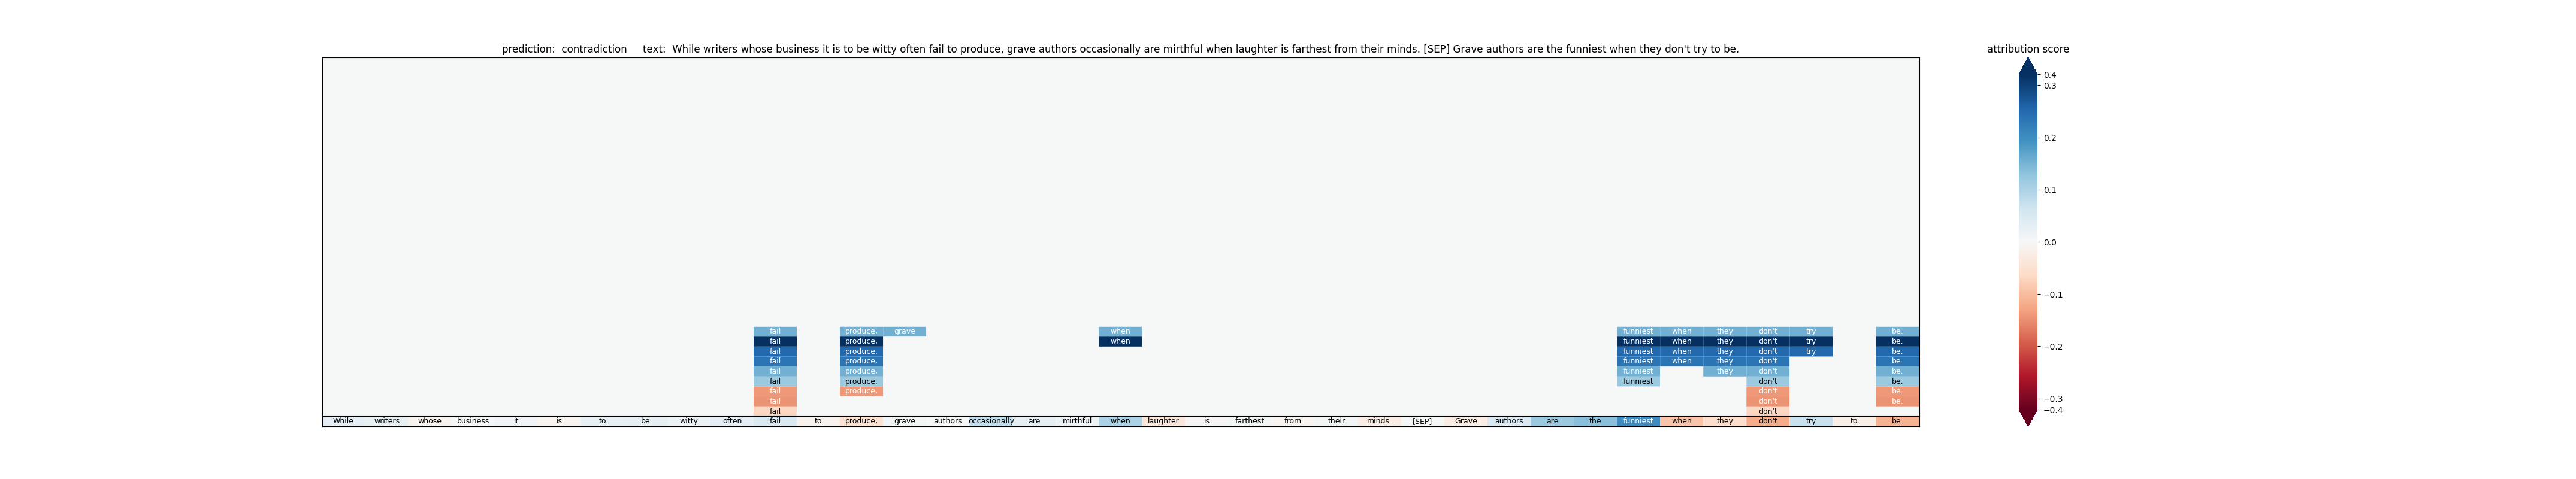 prediction:  contradiction     text:  While writers whose business it is to be witty often fail to produce, grave authors occasionally are mirthful when laughter is farthest from their minds. [SEP] Grave authors are the funniest when they don't try to be.
attribution score
0.4
0.3
0.2
0.1
0.0
−0.1
−0.2
−0.3
−0.4
fail produce, grave when funniest when they don't try be.
fail produce, when funniest when they don't try be.
fail produce, funniest when they don't try be.
fail produce, funniest when they don't be.
fail produce, funniest they don't be.
fail produce, funniest don't be.
fail produce, don't be.
fail don't be.
fail don't
While writers whose business it is to be witty often fail to produce, grave authors occasionally are mirthful when laughter is farthest from their minds. [SEP] Grave authors are the funniest when they don't try to be.